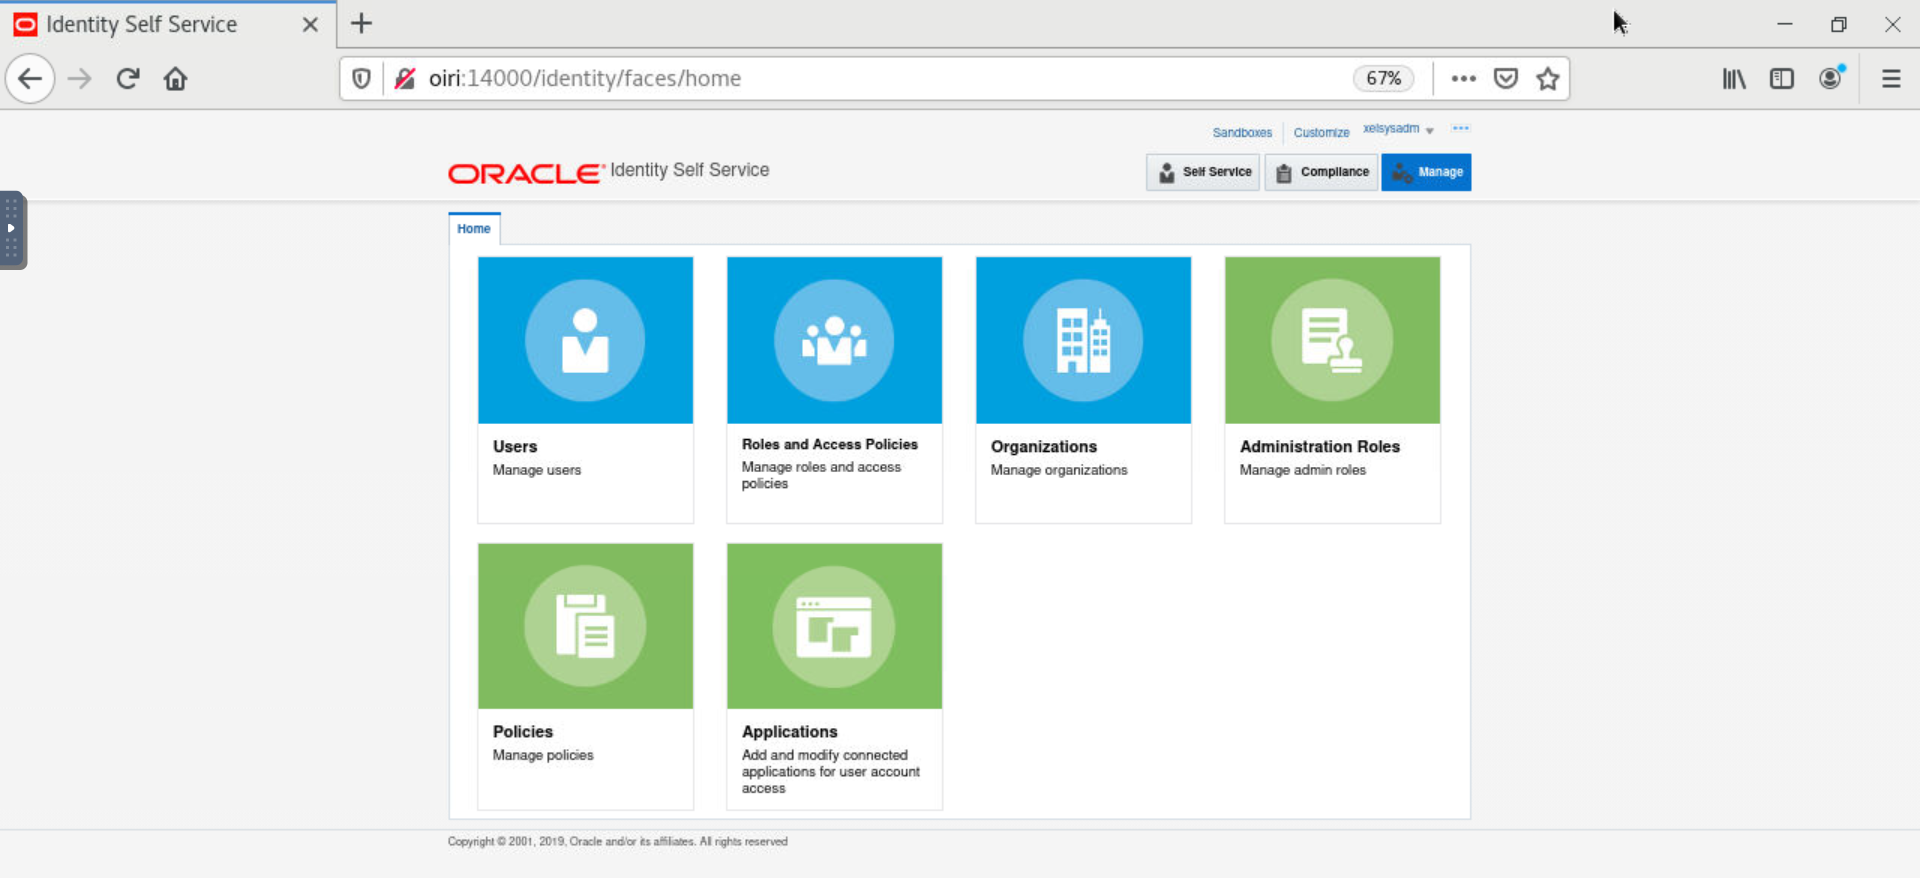 Identity Self Service
oiri:14000/identity/faces/home
67%
Sandboxes
Customize
xelsysadm
ORACLE Identity Self Service
Self Service
Compliance
Manage
Home
Users
Manage users
Roles and Access Policies
Manage roles and access
policies
Organizations
Manage organizations
Administration Roles
Manage admin roles
Policies
Manage policies
Applications
Add and modify connected
applications for user account
access
Copyright © 2001, 2019, Oracle and/or its affiliates. All rights reserved